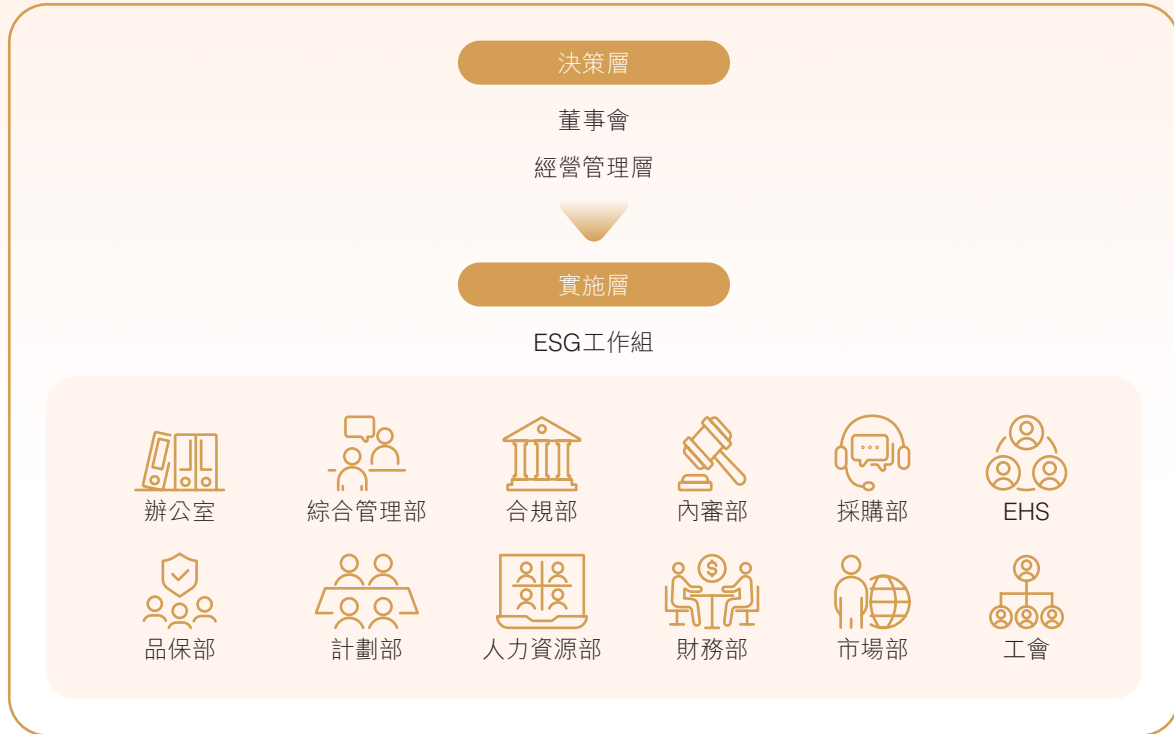 決策層
董事會
經營管理層
實施層
ESG工作組
辦公室 綜合管理部 合規部 內審部 採購部 EHS
品保部 計劃部 人力資源部 財務部 市場部 工會